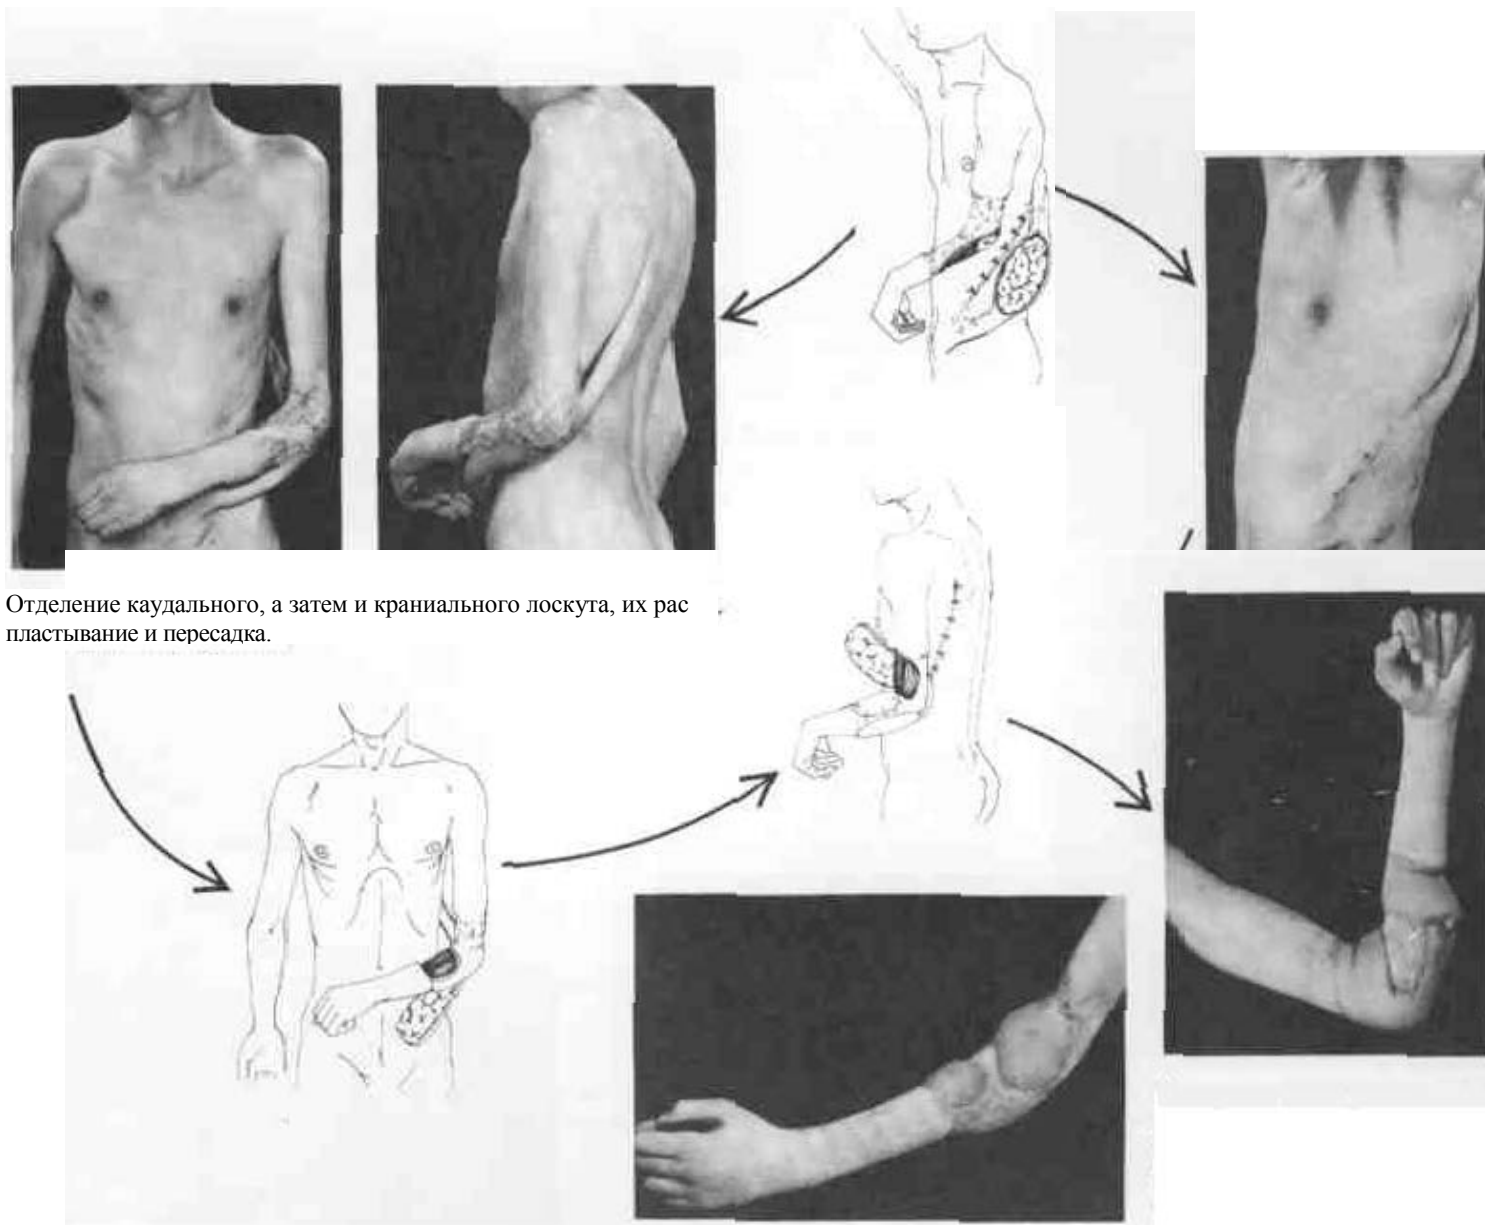 Отделение каудального, а затем и краниального лоскута, их рас
пластывание и пересадка.